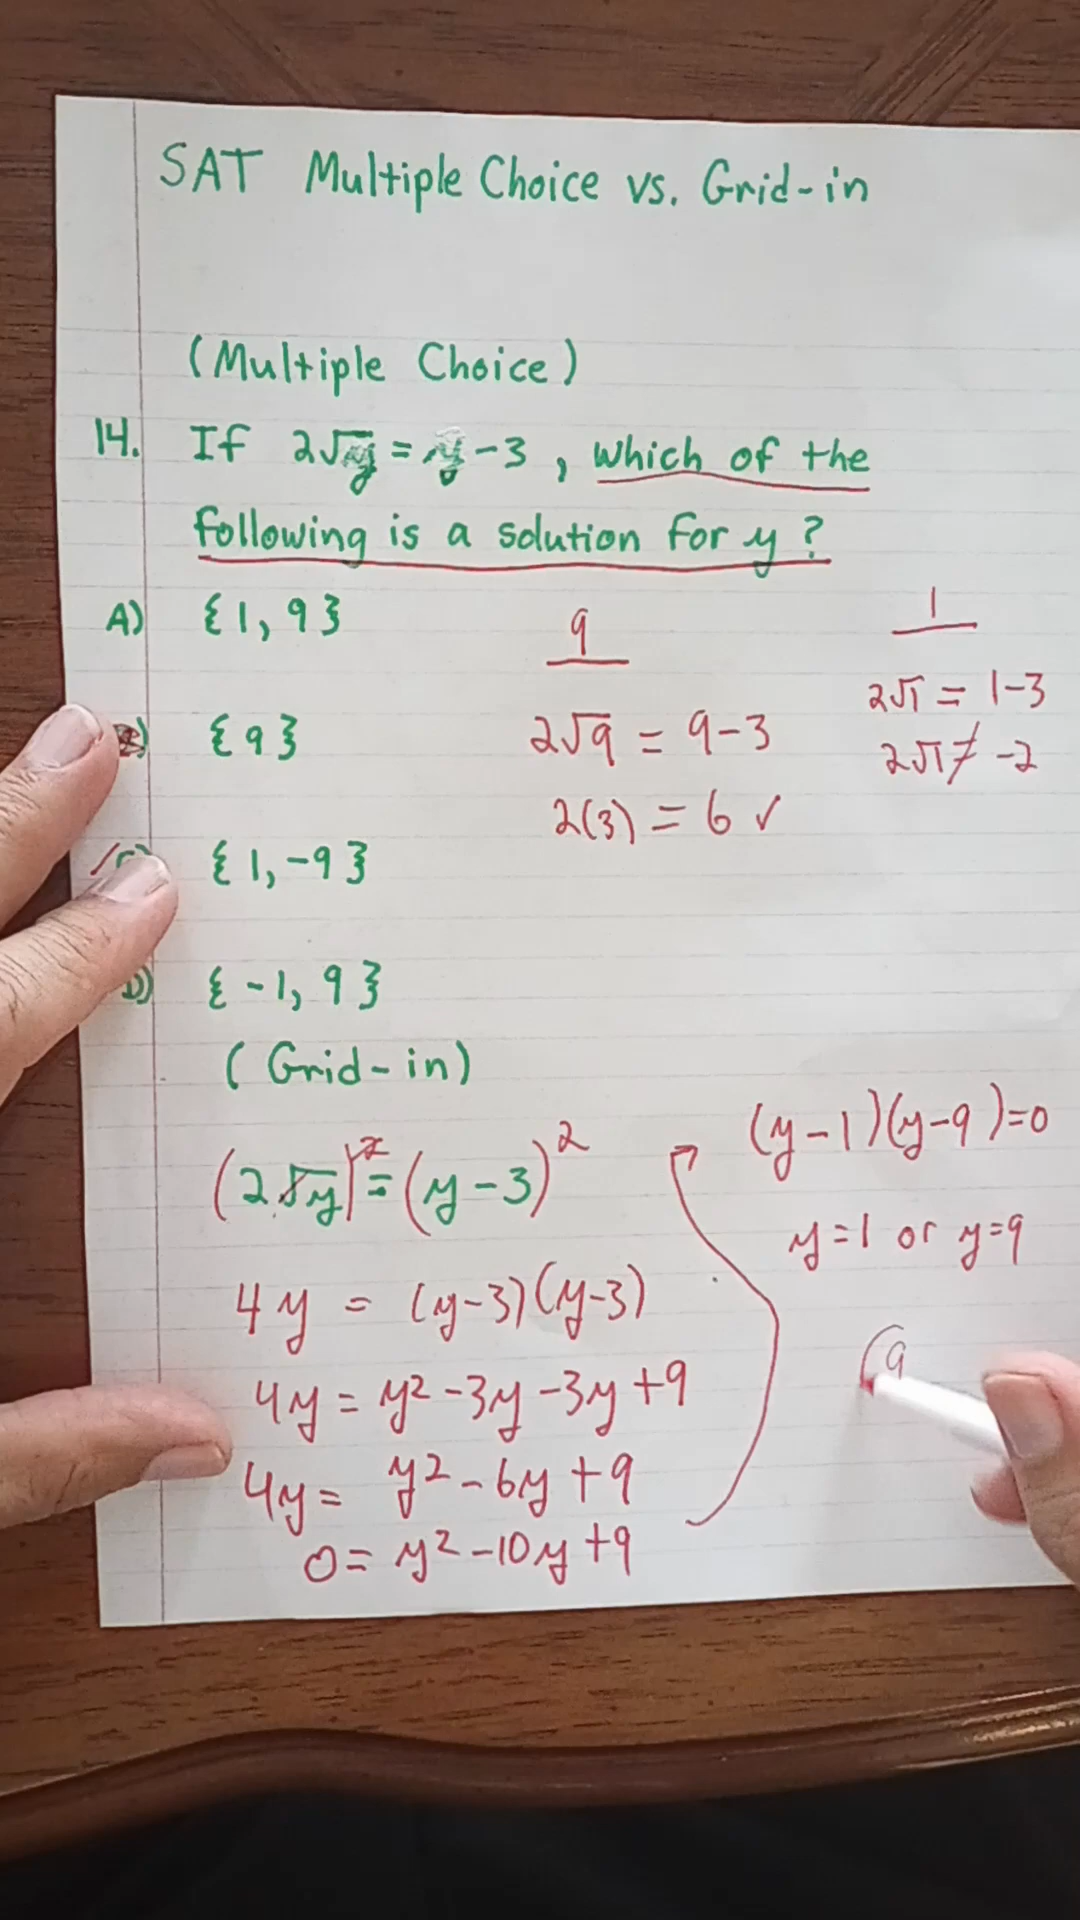 SAT Multiple Choice vs. Grid-in
(Multiple Choice)
14. If 2√y = y - 3, which of the
following is a solution for y?
A) {1, 9}
{9}
C) {1, -9}
D) {-1, 9}
9
2√9 = 9-3
2(3) = 6 ✓
1
2√1 = 1-3
2√1 ≠ -2
(Grid-in)
(2√y)² = (y-3)²
4y = (y-3)(y-3)
4y = y² - 3y - 3y + 9
4y = y² - 6y + 9
0 = y² - 10y + 9
(y-1)(y-9)=0
y=1 or y=9
9